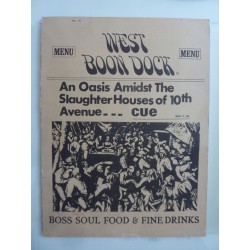 MENU
WEST
BOON DOCK
MENU
An Oasis Amidst The
Slaughter Houses of 10th
Avenue--- cue
BOSS SOUL FOOD & FINE DRINKS